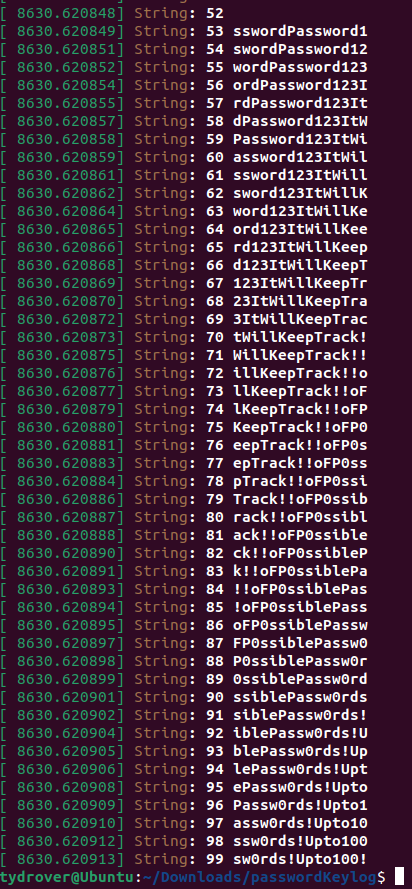 [ 8630.620848] String: 52
[ 8630.620849] String: 53 sswordPassword1
[ 8630.620851] String: 54 swordPassword12
[ 8630.620852] String: 55 wordPassword123
[ 8630.620854] String: 56 ordPassword123I
[ 8630.620855] String: 57 rdPassword123It
[ 8630.620857] String: 58 dPassword123ItW
[ 8630.620858] String: 59 Password123ItWi
[ 8630.620859] String: 60 assword123ItWil
[ 8630.620861] String: 61 ssword123ItWill
[ 8630.620862] String: 62 sword123ItWillK
[ 8630.620864] String: 63 word123ItWillKe
[ 8630.620865] String: 64 ord123ItWillKee
[ 8630.620866] String: 65 rd123ItWillKeep
[ 8630.620868] String: 66 d123ItWillKeepT
[ 8630.620869] String: 67 123ItWillKeepTr
[ 8630.620870] String: 68 23ItWillKeepTra
[ 8630.620872] String: 69 3ItWillKeepTrac
[ 8630.620873] String: 70 tWillKeepTrack!
[ 8630.620875] String: 71 WillKeepTrack!!
[ 8630.620876] String: 72 illKeepTrack!!o
[ 8630.620877] String: 73 llKeepTrack!!oF
[ 8630.620879] String: 74 lKeepTrack!!oFP
[ 8630.620880] String: 75 KeepTrack!!oFP0
[ 8630.620881] String: 76 eepTrack!!oFP0s
[ 8630.620883] String: 77 epTrack!!oFP0ss
[ 8630.620884] String: 78 pTrack!!oFP0ssi
[ 8630.620886] String: 79 Track!!oFP0ssib
[ 8630.620887] String: 80 rack!!oFP0ssibl
[ 8630.620888] String: 81 ack!!oFP0ssible
[ 8630.620890] String: 82 ck!!oFP0ssibleP
[ 8630.620891] String: 83 k!!oFP0ssiblePa
[ 8630.620893] String: 84 !!oFP0ssiblePas
[ 8630.620894] String: 85 !oFP0ssiblePass
[ 8630.620895] String: 86 oFP0ssiblePassw
[ 8630.620897] String: 87 FP0ssiblePassw0
[ 8630.620898] String: 88 P0ssiblePassw0r
[ 8630.620899] String: 89 0ssiblePassw0rd
[ 8630.620901] String: 90 ssiblePassw0rds
[ 8630.620902] String: 91 siblePassw0rds!
[ 8630.620904] String: 92 iblePassw0rds!U
[ 8630.620905] String: 93 blePassw0rds!Up
[ 8630.620906] String: 94 lePassw0rds!Upt
[ 8630.620908] String: 95 ePassw0rds!Upto
[ 8630.620909] String: 96 Passw0rds!Upto1
[ 8630.620910] String: 97 assw0rds!Upto10
[ 8630.620912] String: 98 ssw0rds!Upto100
[ 8630.620913] String: 99 sw0rds!Upto100!
tydrover@Ubuntu:~/Downloads/passwordKeylog$